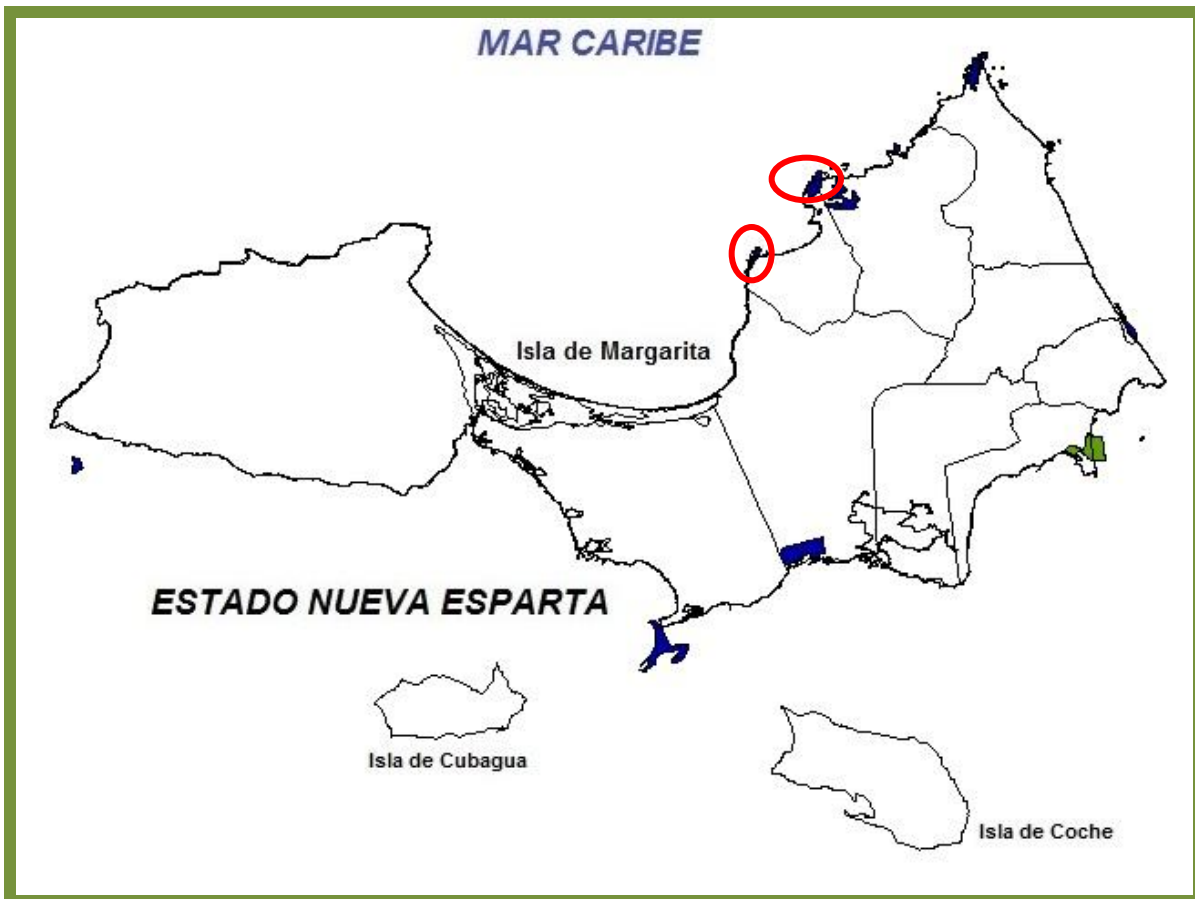 MAR CARIBE
Isla de Margarita
ESTADO NUEVA ESPARTA
Isla de Cubagua
Isla de Coche